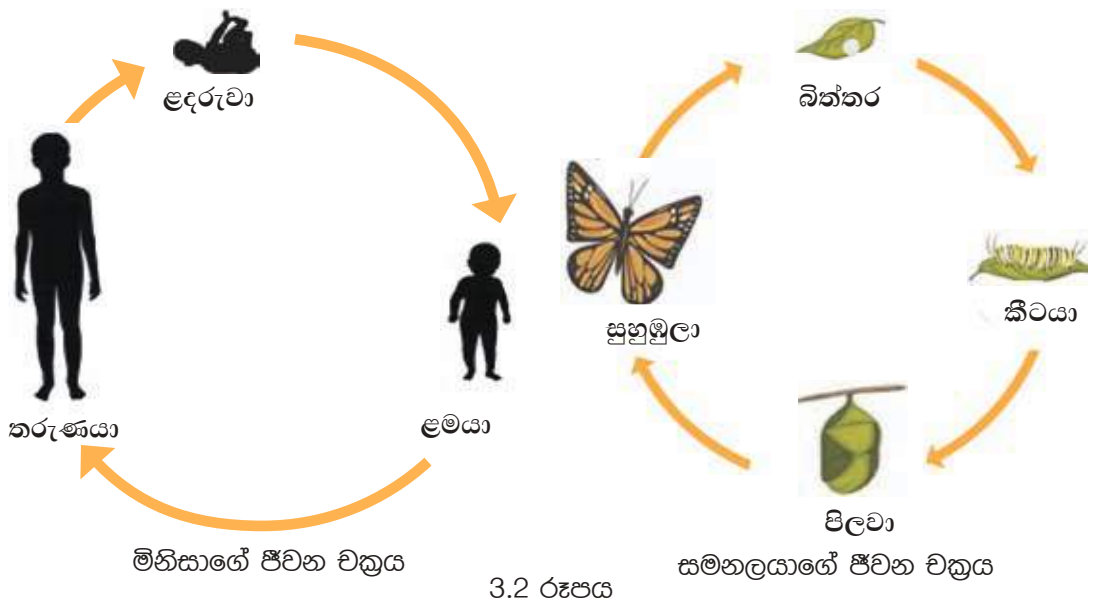 ළදරුවා
ළමයා
තරුණයා
මිනිසාගේ ජීවන චක්‍රය
බිත්තර
කීටයා
පිලවා
සුහුඹුලා
සමනලයාගේ ජීවන චක්‍රය
3.2 රූපය